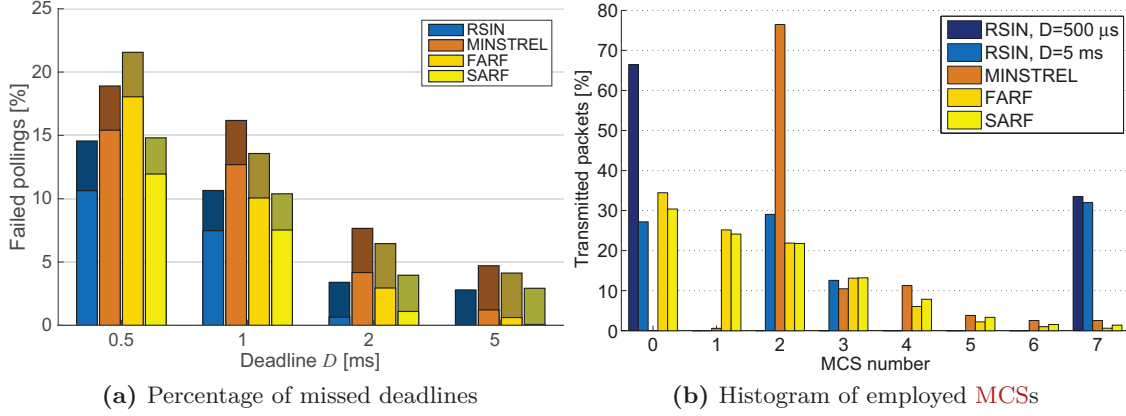 25
20
15
10
5
0
Failed pollings [%]
RSIN
MINSTREL
FARF
SARF
0.5 1 2 5
Deadline D [ms]
(a) Percentage of missed deadlines
80
70
60
50
40
30
20
10
0
Transmitted packets [%]
RSIN, D=500 μs
RSIN, D=5 ms
MINSTREL
FARF
SARF
0 1 2 3 4 5 6 7
MCS number
(b) Histogram of employed MCSs